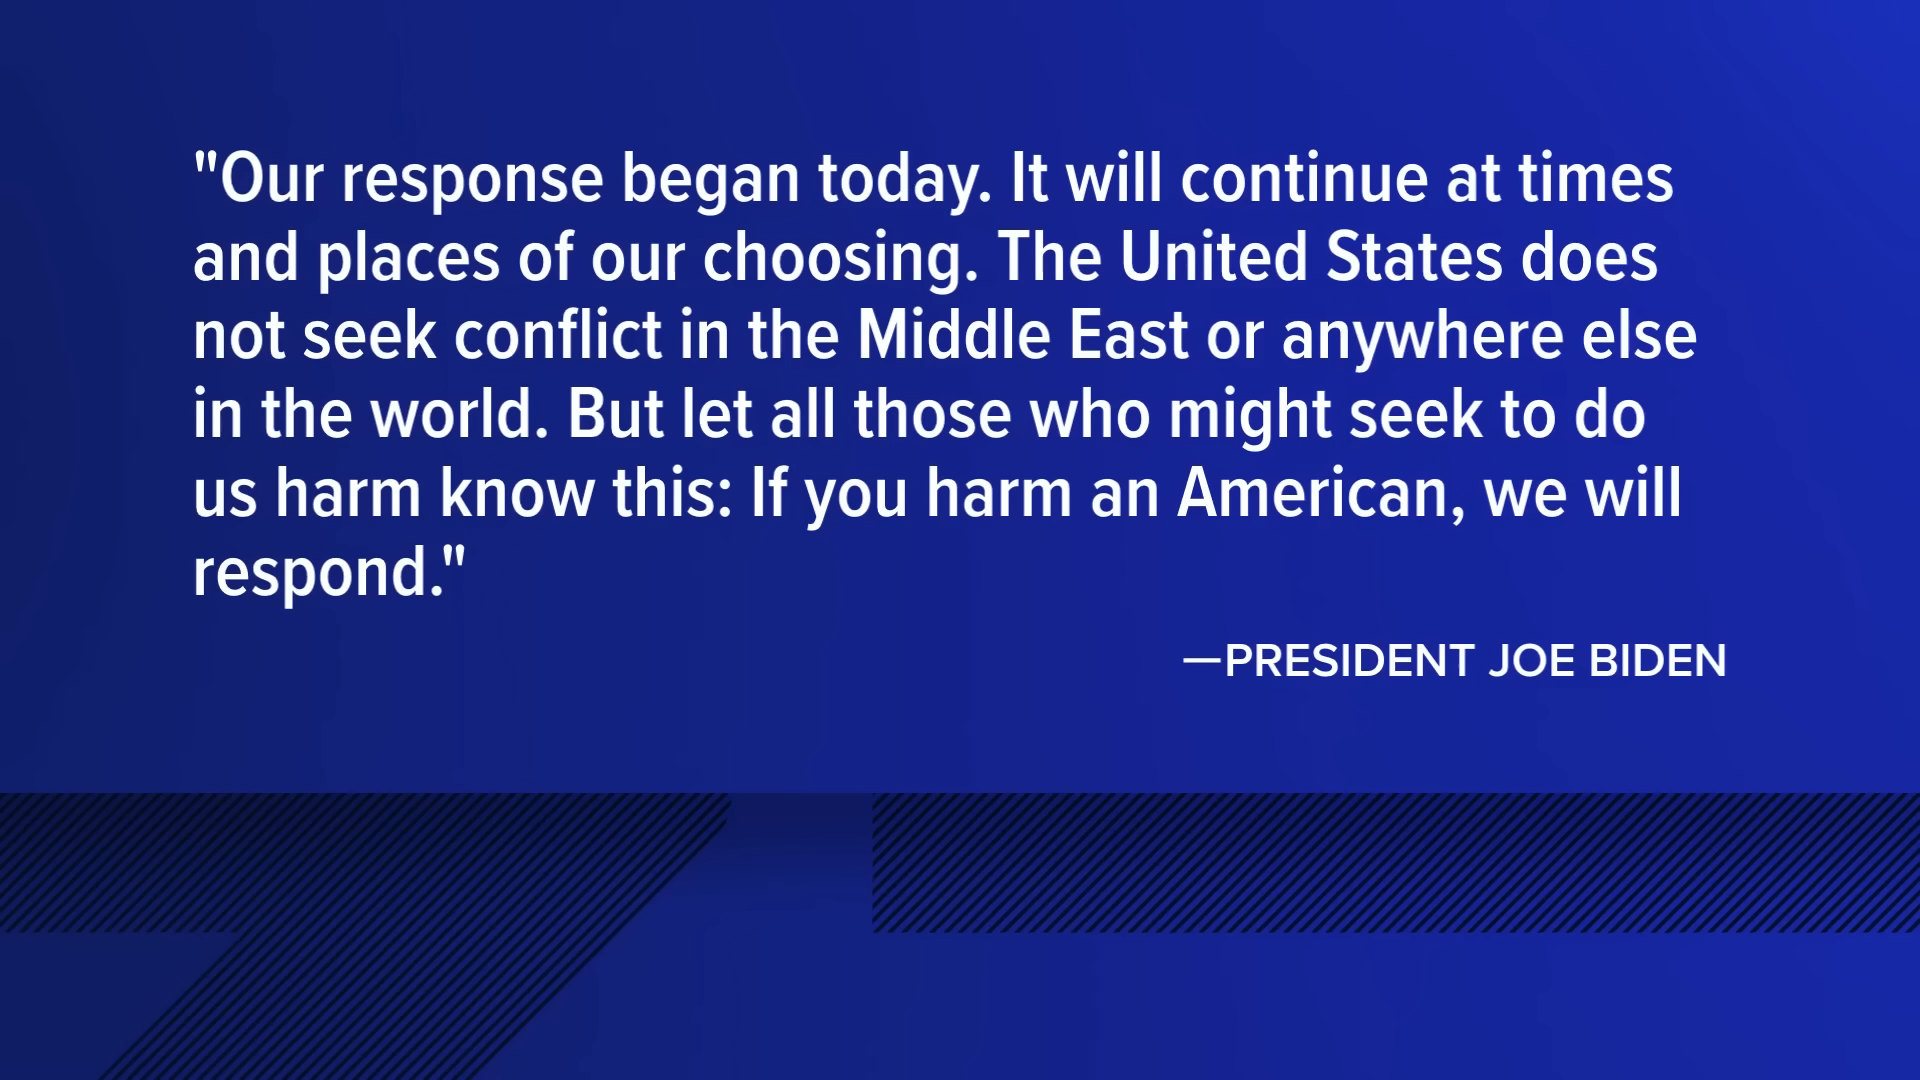 "Our response began today. It will continue at times
and places of our choosing. The United States does
not seek conflict in the Middle East or anywhere else
in the world. But let all those who might seek to do
us harm know this: If you harm an American, we will
respond."
—PRESIDENT JOE BIDEN